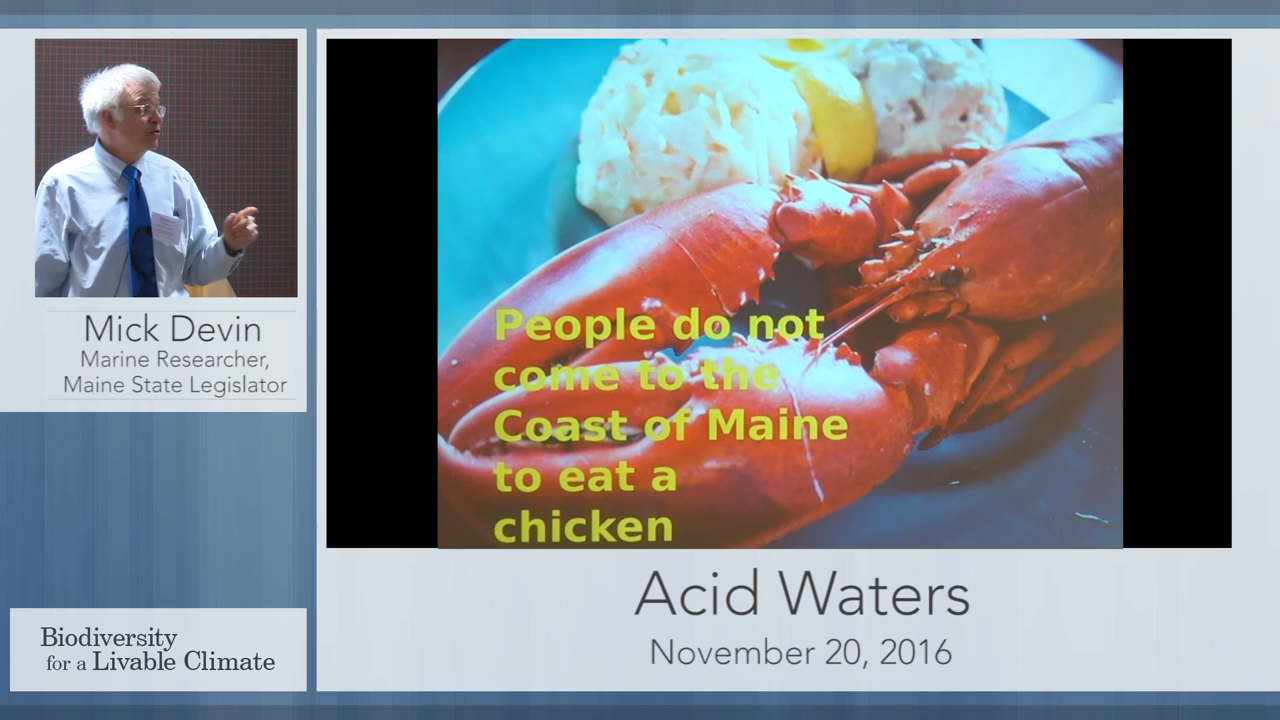 Mick Devin
Marine Researcher,
Maine State Legislator
People do not
come to the
Coast of Maine
to eat a
chicken
Acid Waters
November 20, 2016
Biodiversity
for a Livable Climate